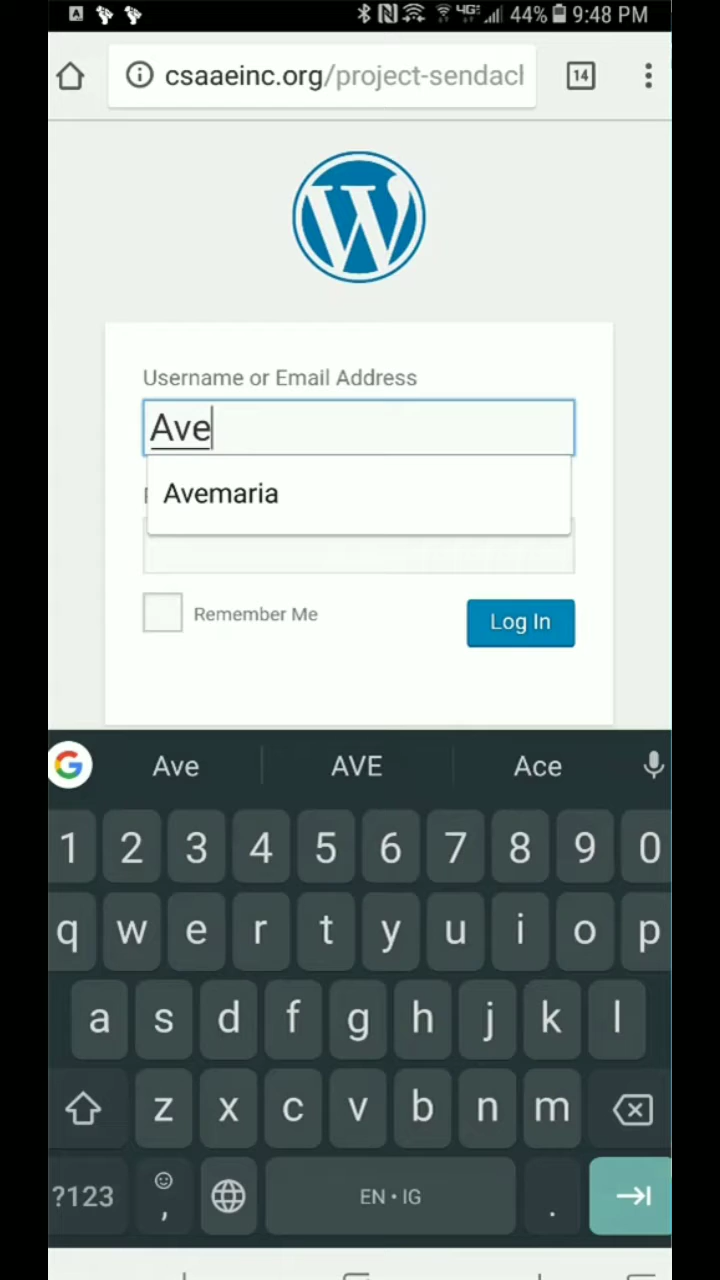 44% 9:48 PM
csaaeinc.org/project-sendacl
14
Username or Email Address
Ave
Avemaria
Remember Me
Log In
Ave AVE Ace
1 2 3 4 5 6 7 8 9 0
q w e r t y u i o p
a s d f g h j k l
z x c v b n m
?123 , EN • IG .